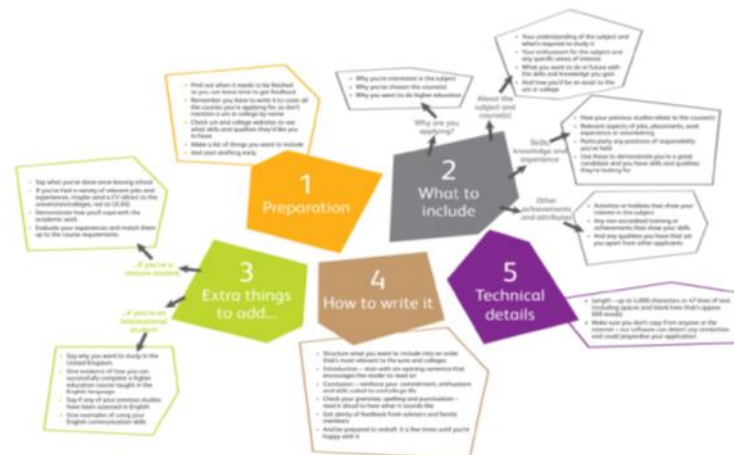 Find out when it needs to be finished
so you can leave time to get feedback
Remember you have to write it to cover all
the courses you're applying for so don't
mention a uni or college by name
Check uni and college websites to see
what skills and qualities they'd like you
to have
Make a list of things you want to include
And start drafting early
1
Preparation
Why you're interested in the subject
Why you've chosen the course(s)
Why you want to do higher education
Why are you
applying?
Your understanding of the subject and
what's required to study it
Your enthusiasm for the subject and
any specific areas of interest
What you want to do in future with
the skills and knowledge you gain
And how you'd be an asset to the
uni or college
About the
subject and
course(s)
2
What to
include
Skills,
knowledge and
experience
How your previous studies relate to the course(s)
Relevant aspects of jobs, placements, work
experience or volunteering
Particularly any positions of responsibility
you've held
Use these to demonstrate you're a great
candidate and you have skills and qualities
they're looking for
Other
achievements
and attributes
Activities or hobbies that show your
interest in the subject
Any non-accredited training or
achievements that show your skills
And any qualities you have that set
you apart from other applicants
Say what you've done since leaving school
If you've had a variety of relevant jobs and
experiences, maybe send a CV direct to the
universities/colleges, not to UCAS
Demonstrate how you'll cope with the
academic work
Evaluate your experiences and match them
up to the course requirements
...if you're a
mature student
3
Extra things
to add...
...if you're an
international
student
Say why you want to study in the
United Kingdom
Give evidence of how you can
successfully complete a higher
education course taught in the
English language
Say if any of your previous studies
have been assessed in English
Give examples of using your
English communication skills
4
How to write it
Structure what you want to include into an order
that's most relevant to the unis and colleges
Introduction – start with an opening sentence that
encourages the reader to read on
Conclusion – reinforce your commitment, enthusiasm
and skills
Check your grammar, spelling and punctuation –
read it aloud to hear what it sounds like
Get plenty of feedback from advisers and family
members
And be prepared to redraft it a few times until you're
happy with it
5
Technical
details
Length – up to 4,000 characters or 47 lines of text
(including spaces and blank lines that's approx
600 words)
Make sure you don't copy from anyone or the
internet – our software can detect any similarities
and could jeopardise your application